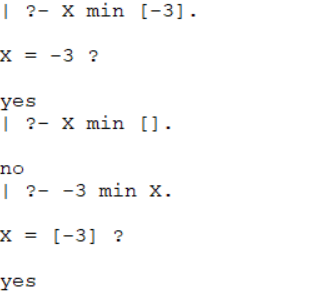 | ?- X min [-3].
X = -3 ?
yes
| ?- X min [].
no
| ?- -3 min X.
X = [-3] ?
yes